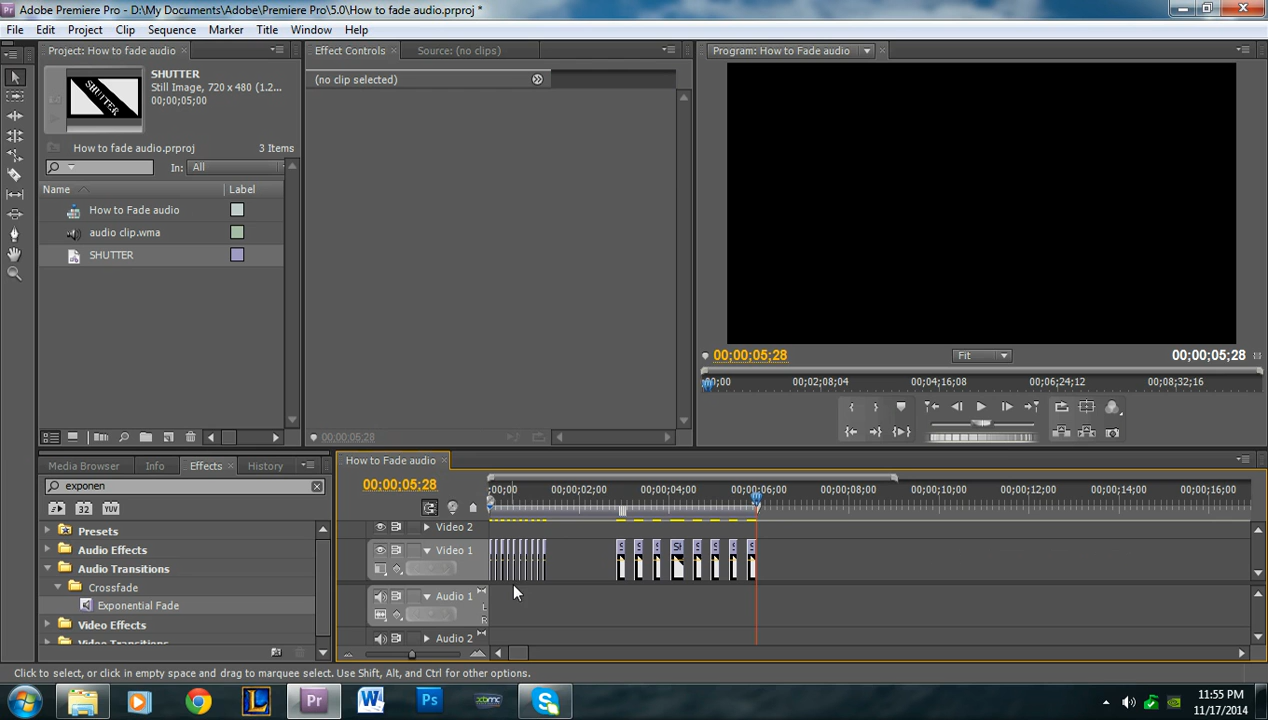 Adobe Premiere Pro - D:\My Documents\Adobe\Premiere Pro\5.0\How to fade audio.prproj *
File Edit Project Clip Sequence Marker Title Window Help
Project: How to fade audio
SHUTTER
Still Image, 720 x 480 (1.2...
00;00;05;00
SHUTTER
How to fade audio.prproj 3 Items
In: All
Name Label
How to Fade audio
audio clip.wma
SHUTTER
Effect Controls Source: (no clips)
(no clip selected)
00;00;05;28
Program: How to Fade audio
00;00;05;28 Fit 00;00;05;28
;00;00 00;02;08;04 00;04;16;08 00;06;24;12 00;08;32;16
Media Browser Info Effects History
exponen
32 YUV
Presets
Audio Effects
Audio Transitions
Crossfade
Exponential Fade
Video Effects
Video Transitions
How to Fade audio
00;00;05;28
;00;00 00;00;02;00 00;00;04;00 00;00;06;00 00;00;08;00 00;00;10;00 00;00;12;00 00;00;14;00 00;00;16;00
Video 2
Video 1
Audio 1
L
R
Audio 2
Click to select, or click in empty space and drag to marquee select. Use Shift, Alt, and Ctrl for other options.
Pr W Ps xbmc S
11:55 PM
11/17/2014